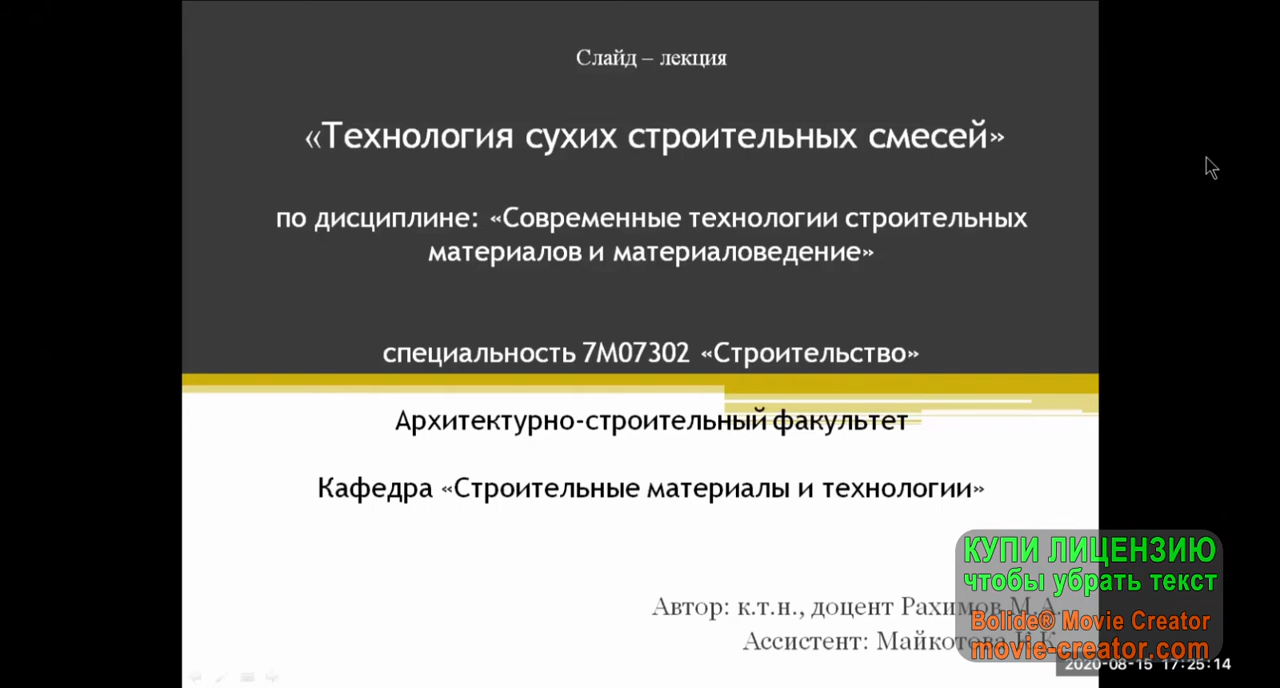 Слайд – лекция
«Технология сухих строительных смесей»
по дисциплине: «Современные технологии строительных
материалов и материаловедение»
специальность 7М07302 «Строительство»
Архитектурно-строительный факультет
Кафедра «Строительные материалы и технологии»
Автор: к.т.н., доцент Рахимов М.А.
Ассистент: Майкотова
КУПИ ЛИЦЕНЗИЮ
чтобы убрать текст
Bolide® Movie Creator
movie-creator.com
2020-08-15 17:25:14